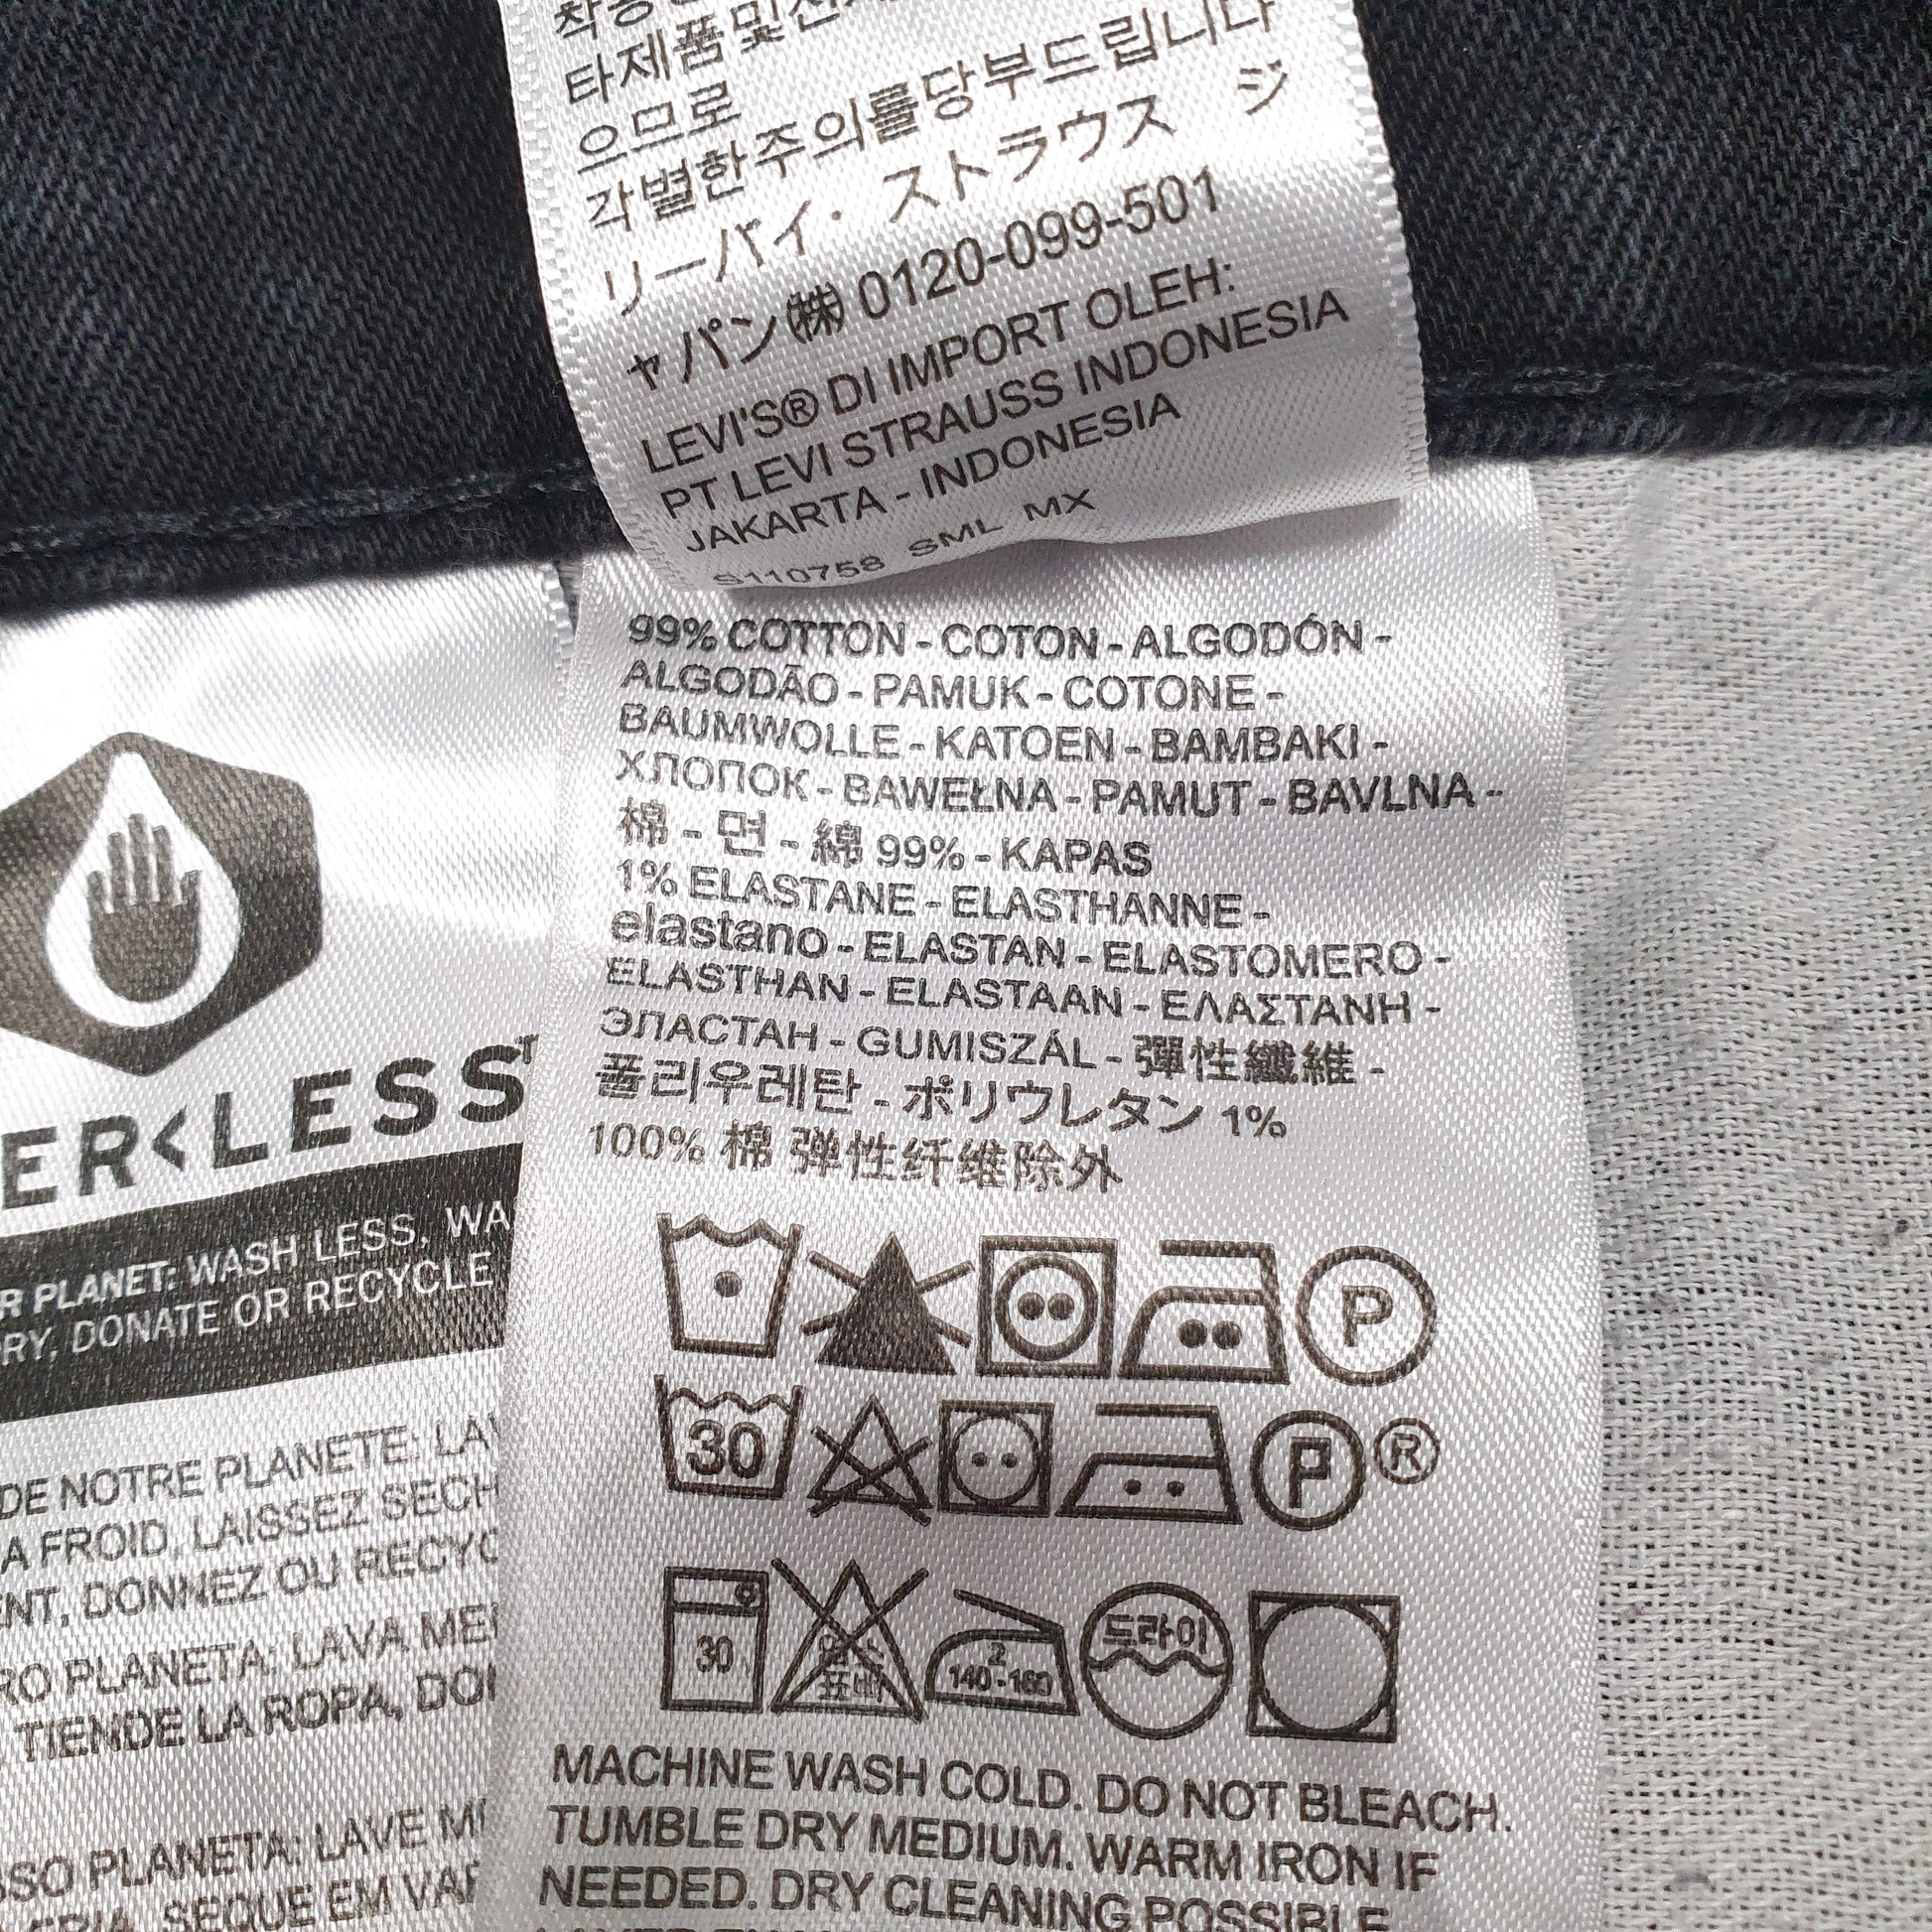 타제품및전
으므로
각별한주의를당부드립니다
リーバイ・ストラウス ジ
ャパン(株) 0120-099-501
LEVI'S® DI IMPORT OLEH:
PT LEVI STRAUSS INDONESIA
JAKARTA - INDONESIA
S110758 SML MX
99% COTTON - COTON - ALGODÓN -
ALGODÃO - PAMUK - COTONE -
BAUMWOLLE - KATOEN - BAMBAKI -
ХЛОПОК - BAWEŁNA - PAMUT - BAVLNA -
棉 - 면 - 綿 99% - KAPAS
1% ELASTANE - ELASTHANNE -
elastano - ELASTAN - ELASTOMERO -
ELASTHAN - ELASTAAN - ΕΛΑΣΤΑΝΗ -
ЭЛАСТАН - GUMISZÁL - 彈性纖維 -
폴리우레탄 - ポリウレタン 1%
100% 棉 弹性纤维除外
P
30 P ®
30 2 140-160 드라이
MACHINE WASH COLD. DO NOT BLEACH.
TUMBLE DRY MEDIUM. WARM IRON IF
NEEDED. DRY CLEANING POSSIBLE
ER<LESS
R PLANET: WASH LESS, WA
RY, DONATE OR RECYCLE
DE NOTRE PLANETE: LA
A FROID, LAISSEZ SECH
ENT, DONNEZ OU RECYC
RO PLANETA: LAVA ME
TIENDE LA ROPA, DO
SSO PLANETA: LAVE M
SEQUE EM VA